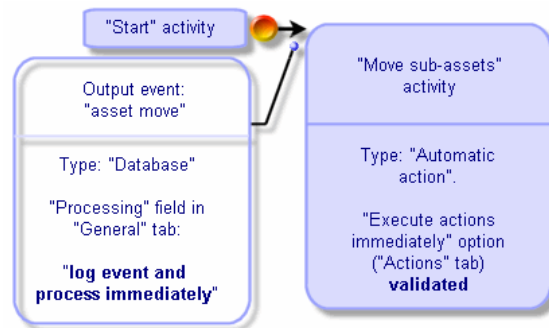 "Start" activity
Output event:
"asset move"
Type: "Database"
"Processing" field in
"General" tab:
"log event and
process immediately"
"Move sub-assets"
activity
Type: "Automatic
action".
"Execute actions
immediately" option
("Actions" tab)
validated